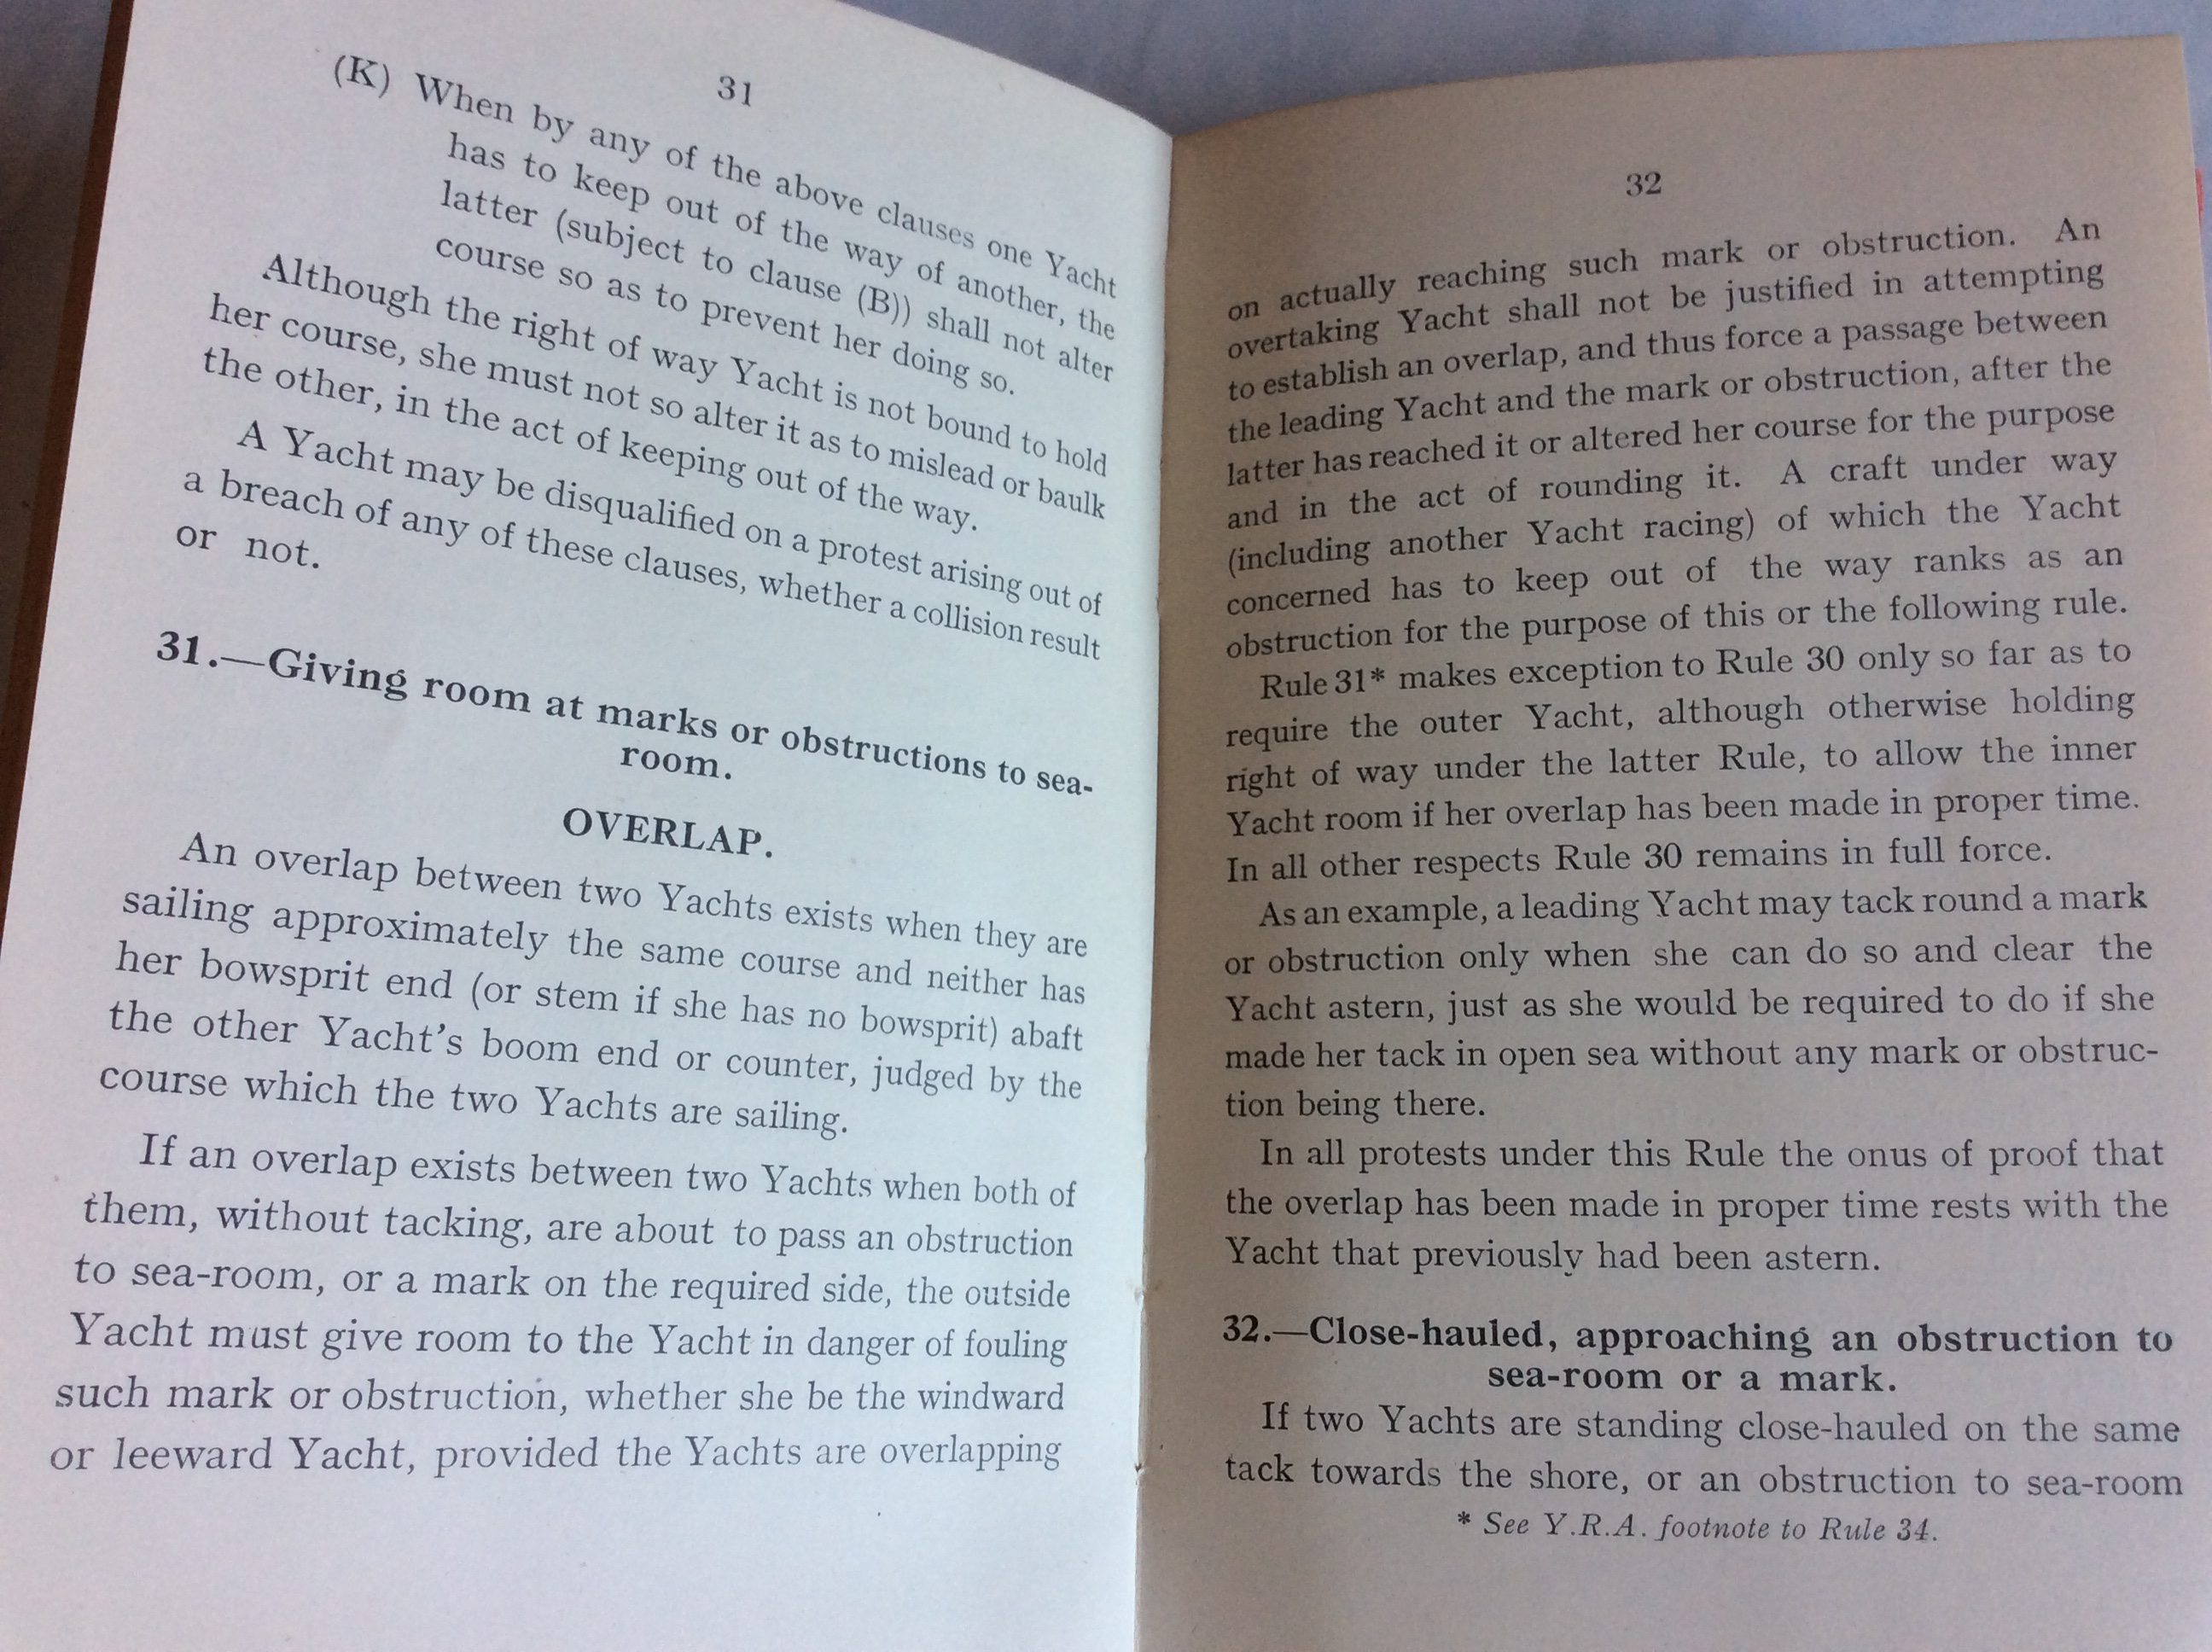 31
(K) When by any of the above clauses one Yacht
has to keep out of the way of another, the
latter (subject to clause (B)) shall not alter
course so as to prevent her doing so.
Although the right of way Yacht is not bound to hold
her course, she must not so alter it as to mislead or baulk
the other, in the act of keeping out of the way.
A Yacht may be disqualified on a protest arising out of
a breach of any of these clauses, whether a collision result
or not.
31.—Giving room at marks or obstructions to sea-
room.
OVERLAP.
An overlap between two Yachts exists when they are
sailing approximately the same course and neither has
her bowsprit end (or stem if she has no bowsprit) abaft
the other Yacht's boom end or counter, judged by the
course which the two Yachts are sailing.
If an overlap exists between two Yachts when both of
them, without tacking, are about to pass an obstruction
to sea-room, or a mark on the required side, the outside
Yacht must give room to the Yacht in danger of fouling
such mark or obstruction, whether she be the windward
or leeward Yacht, provided the Yachts are overlapping
32
on actually reaching such mark or obstruction. An
overtaking Yacht shall not be justified in attempting
to establish an overlap, and thus force a passage between
the leading Yacht and the mark or obstruction, after the
latter has reached it or altered her course for the purpose
and in the act of rounding it. A craft under way
(including another Yacht racing) of which the Yacht
concerned has to keep out of the way ranks as an
obstruction for the purpose of this or the following rule.
Rule 31* makes exception to Rule 30 only so far as to
require the outer Yacht, although otherwise holding
right of way under the latter Rule, to allow the inner
Yacht room if her overlap has been made in proper time.
In all other respects Rule 30 remains in full force.
As an example, a leading Yacht may tack round a mark
or obstruction only when she can do so and clear the
Yacht astern, just as she would be required to do if she
made her tack in open sea without any mark or obstruc-
tion being there.
In all protests under this Rule the onus of proof that
the overlap has been made in proper time rests with the
Yacht that previously had been astern.
32.—Close-hauled, approaching an obstruction to
sea-room or a mark.
If two Yachts are standing close-hauled on the same
tack towards the shore, or an obstruction to sea-room
* See Y.R.A. footnote to Rule 34.